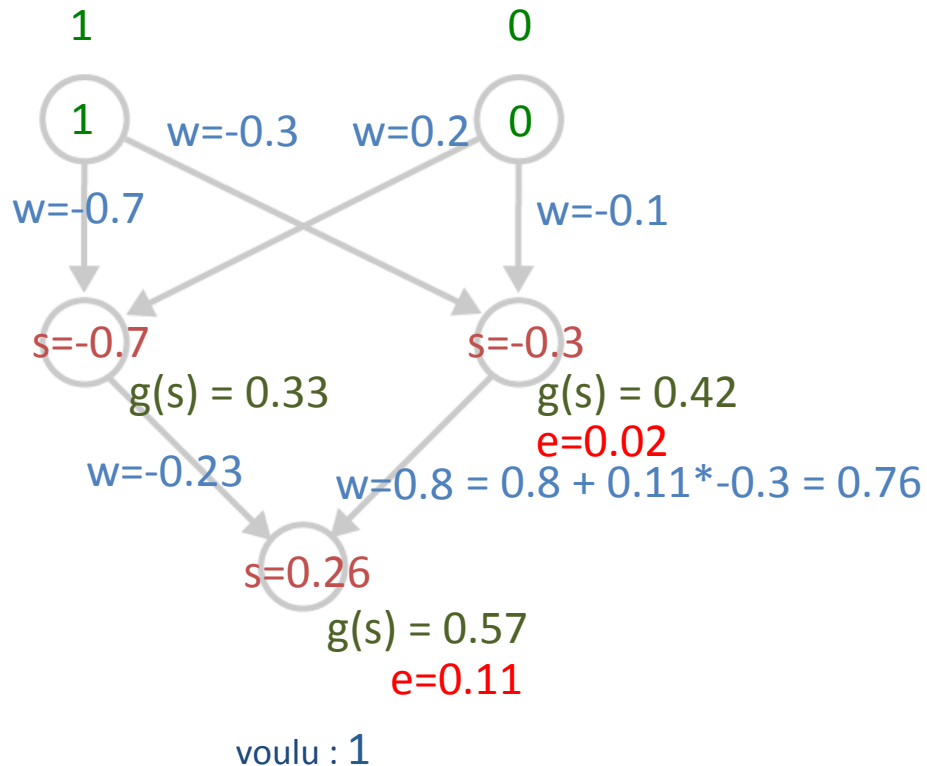 1 0
1 0
w=-0.3 w=0.2
w=-0.7 w=-0.1
s=-0.7 s=-0.3
g(s) = 0.33 g(s) = 0.42
e=0.02
w=-0.23 w=0.8 = 0.8 + 0.11*-0.3 = 0.76
s=0.26
g(s) = 0.57
e=0.11
voulu : 1